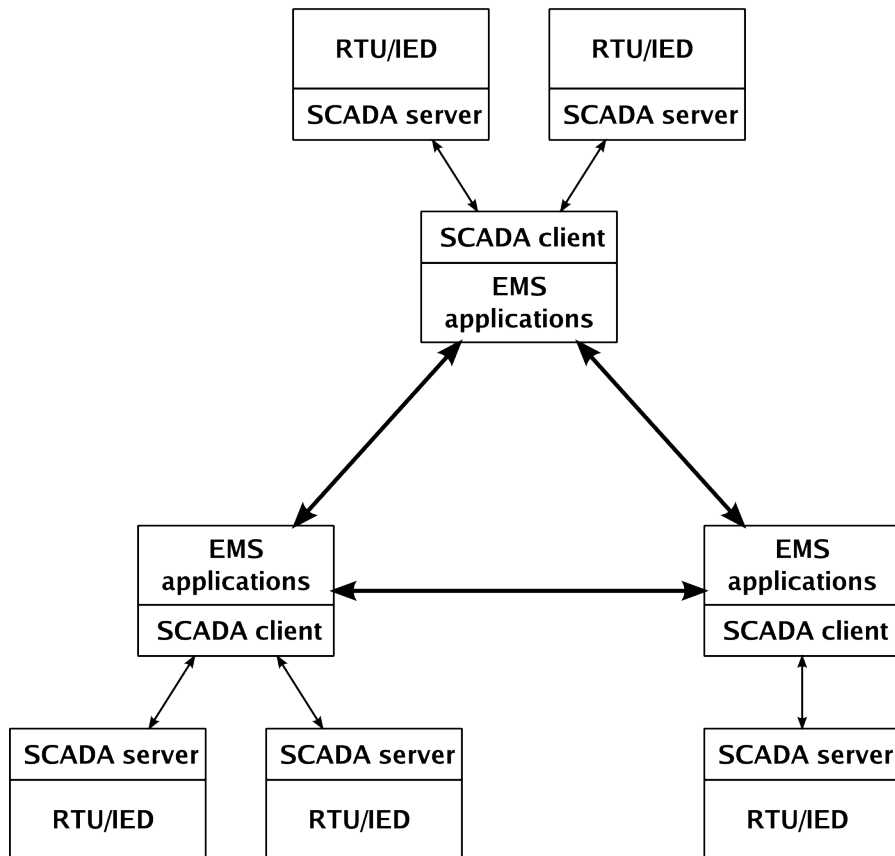 RTU/IED
RTU/IED
SCADA server
SCADA server
SCADA client
EMS
applications
EMS
applications
SCADA client
EMS
applications
SCADA client
SCADA server
RTU/IED
SCADA server
RTU/IED
SCADA server
RTU/IED